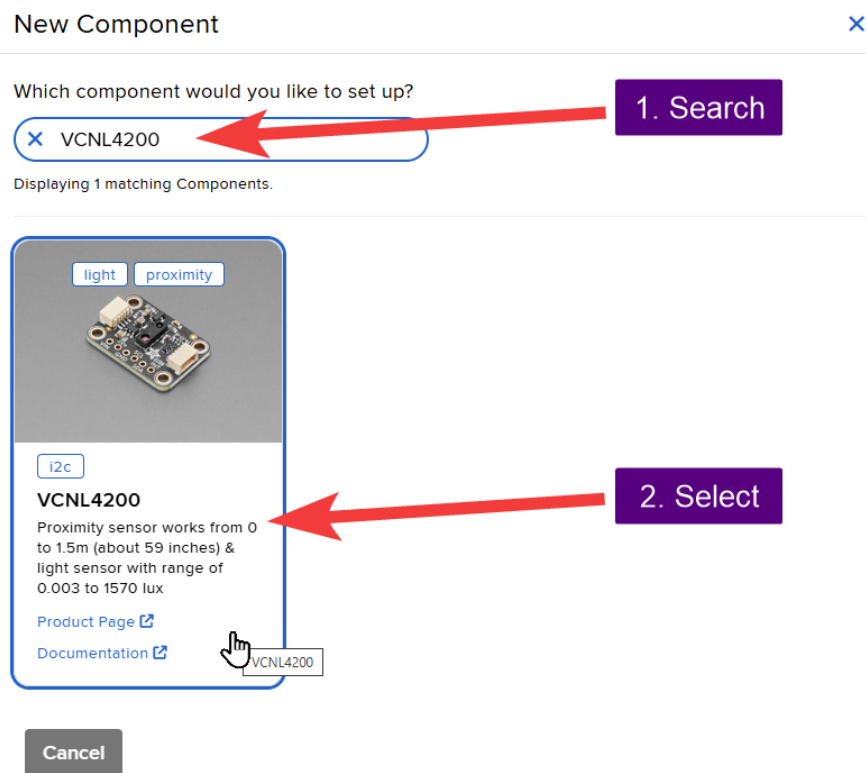 New Component
Which component would you like to set up?
1. Search
VCNL4200
Displaying 1 matching Components.
light
proximity
i2c
VCNL4200
Proximity sensor works from 0
to 1.5m (about 59 inches) &
light sensor with range of
0.003 to 1570 lux
2. Select
Product Page
Documentation
VCNL4200
Cancel